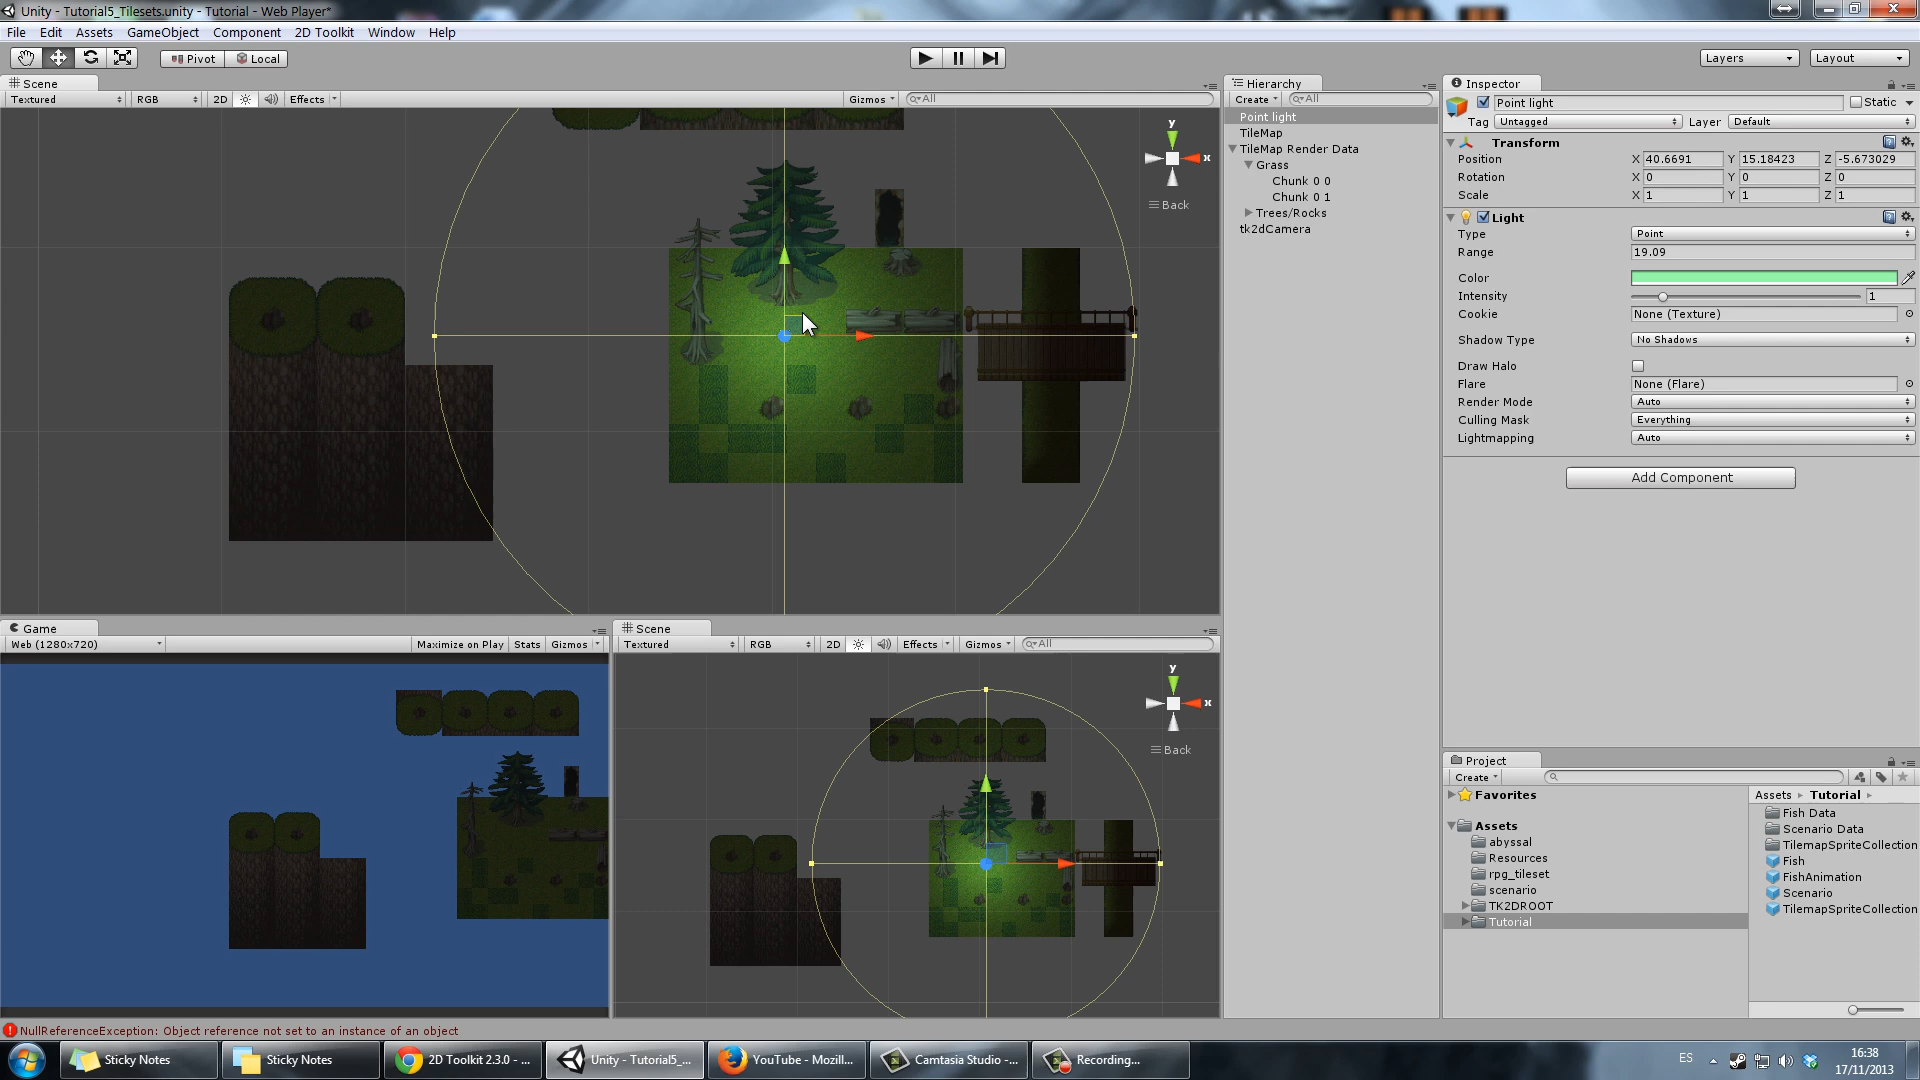 Unity - Tutorial5_Tilesets.unity - Tutorial - Web Player*
File Edit Assets GameObject Component 2D Toolkit Window Help
Pivot Local Layers Layout
Scene
Textured RGB 2D Effects Gizmos All
y
x
Back
Game
Web (1280x720) Maximize on Play Stats Gizmos
Scene
Textured RGB 2D Effects Gizmos All
y
x
Back
Hierarchy
Create All
Point light
TileMap
TileMap Render Data
Grass
Chunk 0 0
Chunk 0 1
Trees/Rocks
tk2dCamera
Inspector
Point light Static
Tag Untagged Layer Default
Transform
Position X 40.6691 Y 15.18423 Z -5.673029
Rotation X 0 Y 0 Z 0
Scale X 1 Y 1 Z 1
Light
Type Point
Range 19.09
Color
Intensity 1
Cookie None (Texture)
Shadow Type No Shadows
Draw Halo
Flare None (Flare)
Render Mode Auto
Culling Mask Everything
Lightmapping Auto
Add Component
Project
Create
Favorites
Assets
abyssal
Resources
rpg_tileset
scenario
TK2DROOT
Tutorial
Assets Tutorial
Fish Data
Scenario Data
TilemapSpriteCollection
Fish
FishAnimation
Scenario
TilemapSpriteCollection
NullReferenceException: Object reference not set to an instance of an object
Sticky Notes Sticky Notes 2D Toolkit 2.3.0 - ... Unity - Tutorial5_... YouTube - Mozill... Camtasia Studio -... Recording... ES 16:38
17/11/2013